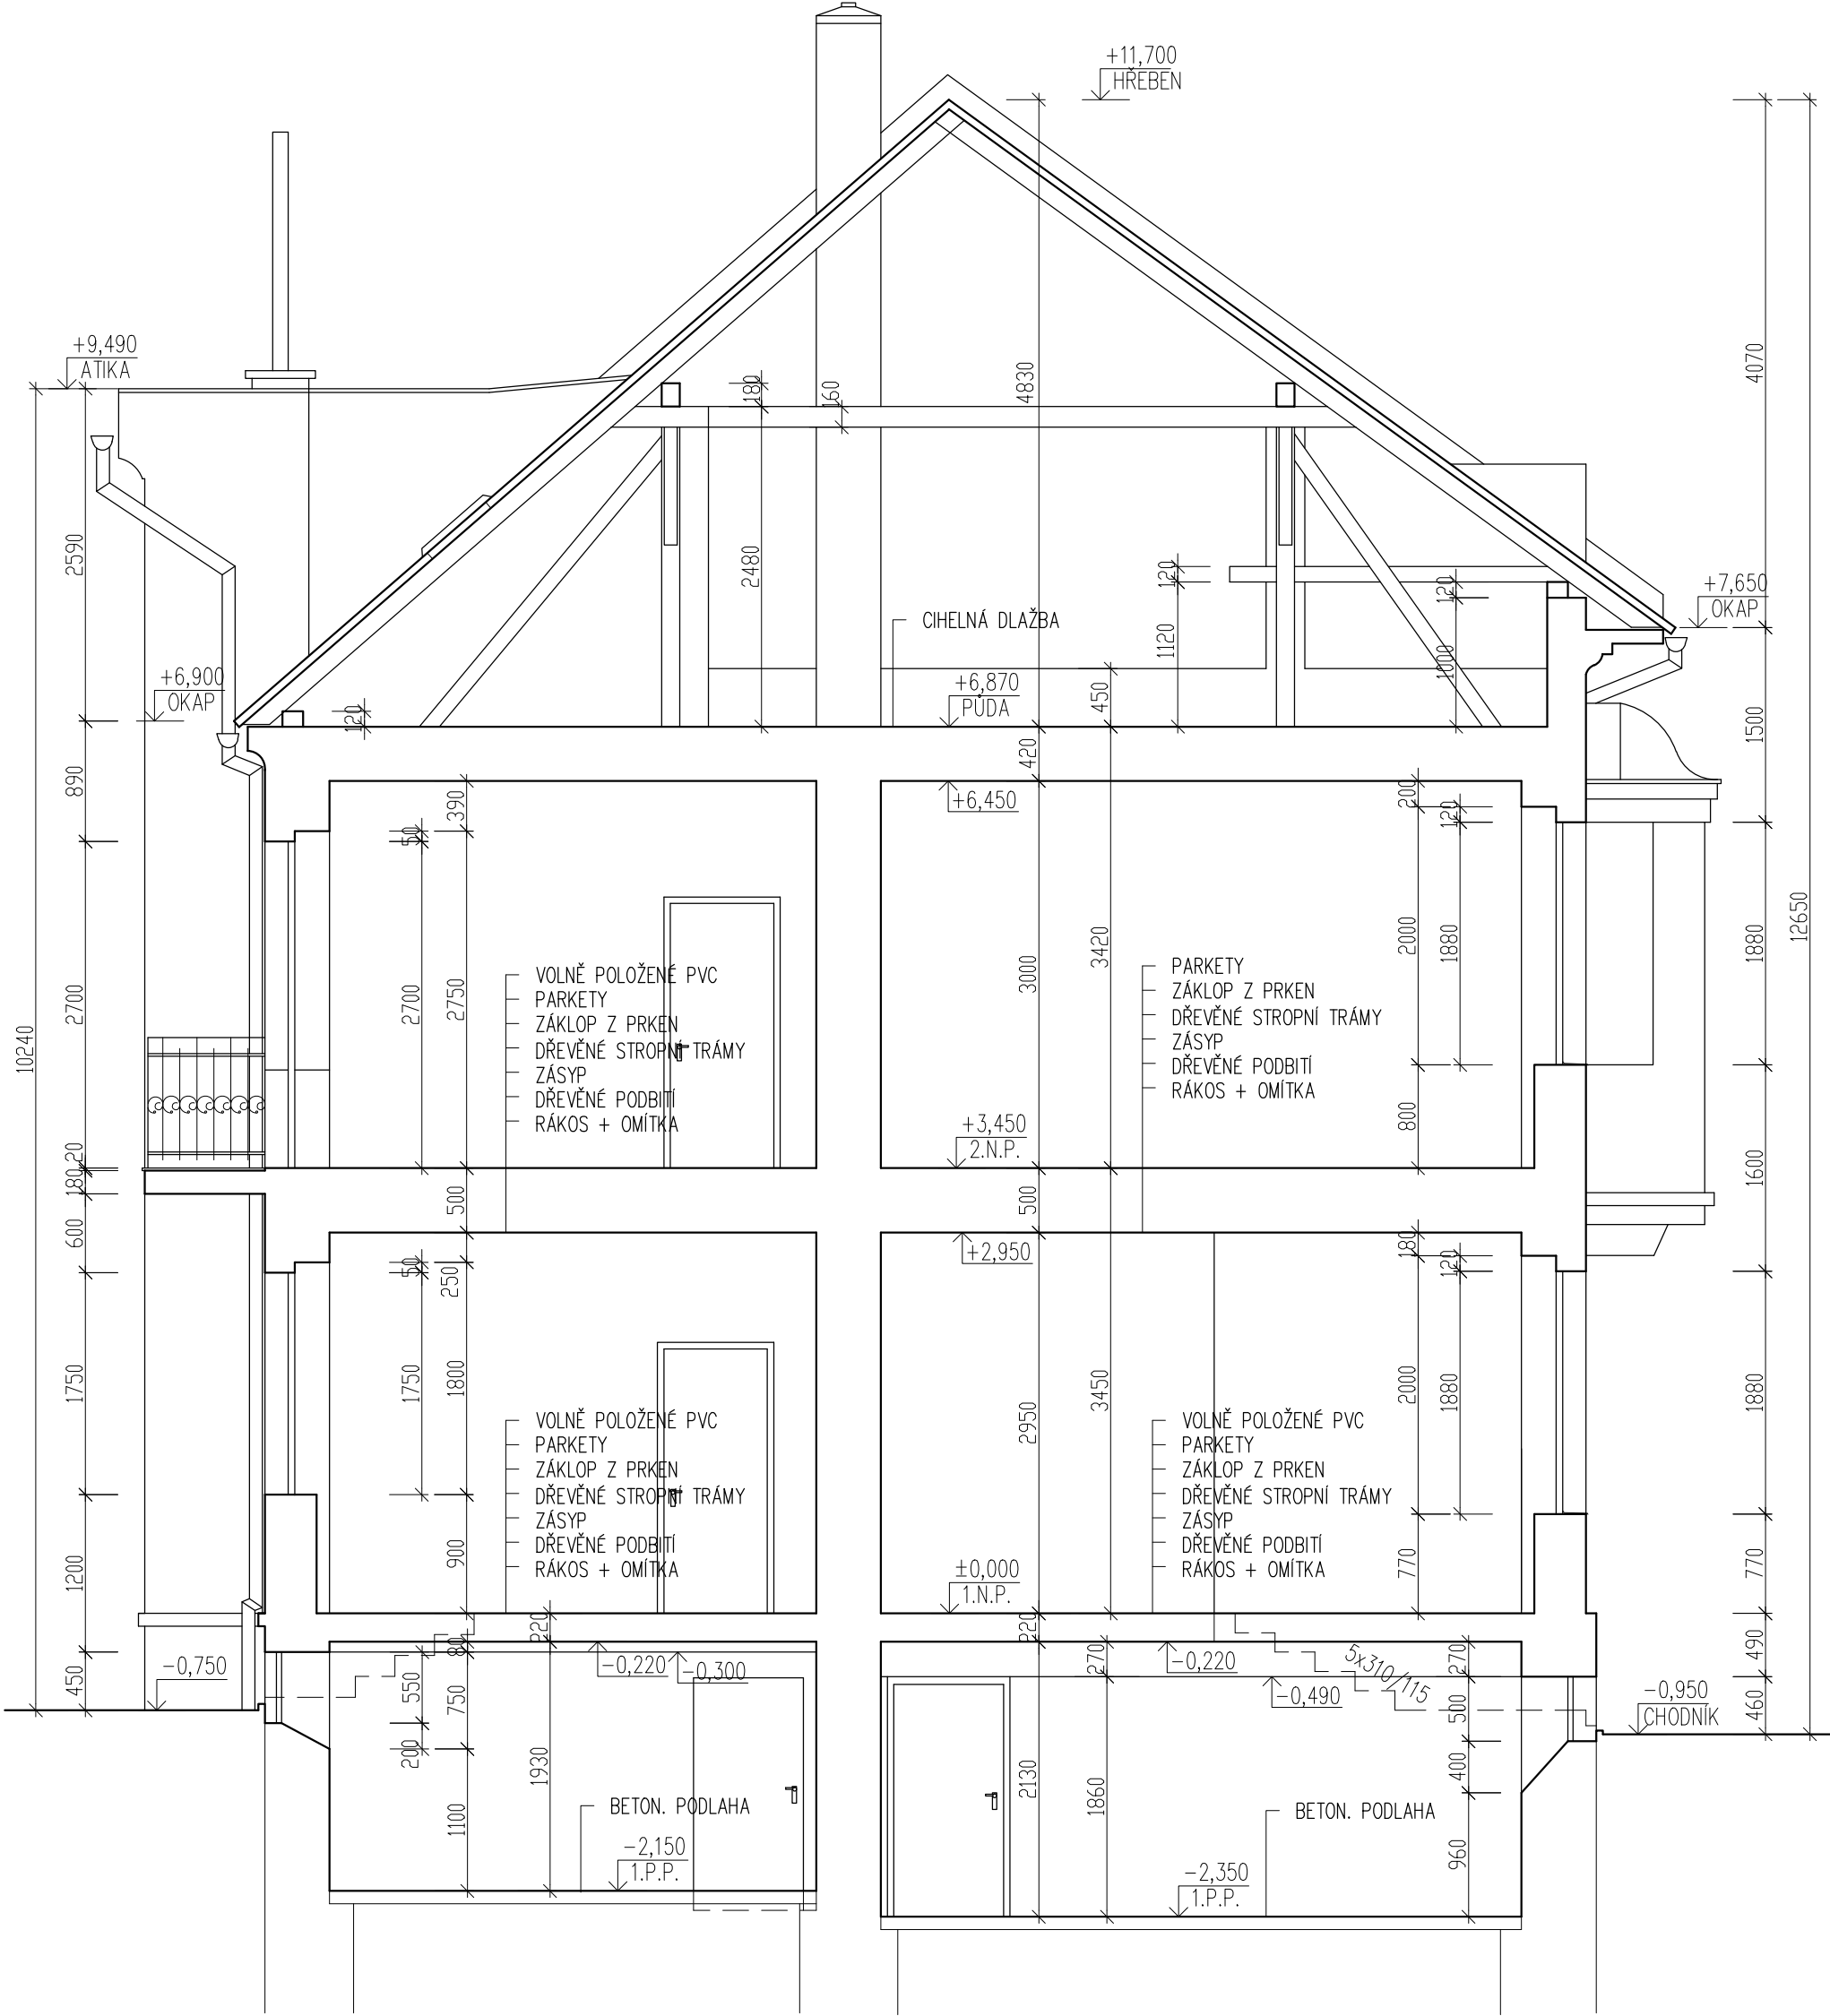 +11,700
HŘEBEN
+9,490
ATIKA
4070
4830
180
160
2590
2480
120
120
+7,650
OKAP
CIHELNÁ DLAŽBA
1120
1000
+6,900
OKAP
+6,870
PŮDA
450
120
1500
890
390
420
+6,450
200
120
50
12650
2700
2700
2750
3000
3420
2000
1880
1880
VOLNĚ POLOŽENÉ PVC
PARKETY
ZÁKLOP Z PRKEN
DŘEVĚNÉ STROPNÍ TRÁMY
ZÁSYP
DŘEVĚNÉ PODBITÍ
RÁKOS + OMÍTKA
PARKETY
ZÁKLOP Z PRKEN
DŘEVĚNÉ STROPNÍ TRÁMY
ZÁSYP
DŘEVĚNÉ PODBITÍ
RÁKOS + OMÍTKA
10240
800
+3,450
2.N.P.
20
180
600
500
500
1600
+2,950
180
120
50
250
1750
1750
1800
2950
3450
2000
1880
1880
VOLNĚ POLOŽENÉ PVC
PARKETY
ZÁKLOP Z PRKEN
DŘEVĚNÉ STROPNÍ TRÁMY
ZÁSYP
DŘEVĚNÉ PODBITÍ
RÁKOS + OMÍTKA
VOLNĚ POLOŽENÉ PVC
PARKETY
ZÁKLOP Z PRKEN
DŘEVĚNÉ STROPNÍ TRÁMY
ZÁSYP
DŘEVĚNÉ PODBITÍ
RÁKOS + OMÍTKA
1200
900
±0,000
1.N.P.
770
770
220
220
80
490
-0,750
450
550
750
200
-0,220
-0,300
270
-0,220
-0,490
5x310/115
270
500
-0,950
CHODNÍK
460
1930
2130
1860
400
1100
BETON. PODLAHA
BETON. PODLAHA
960
-2,150
1.P.P.
-2,350
1.P.P.